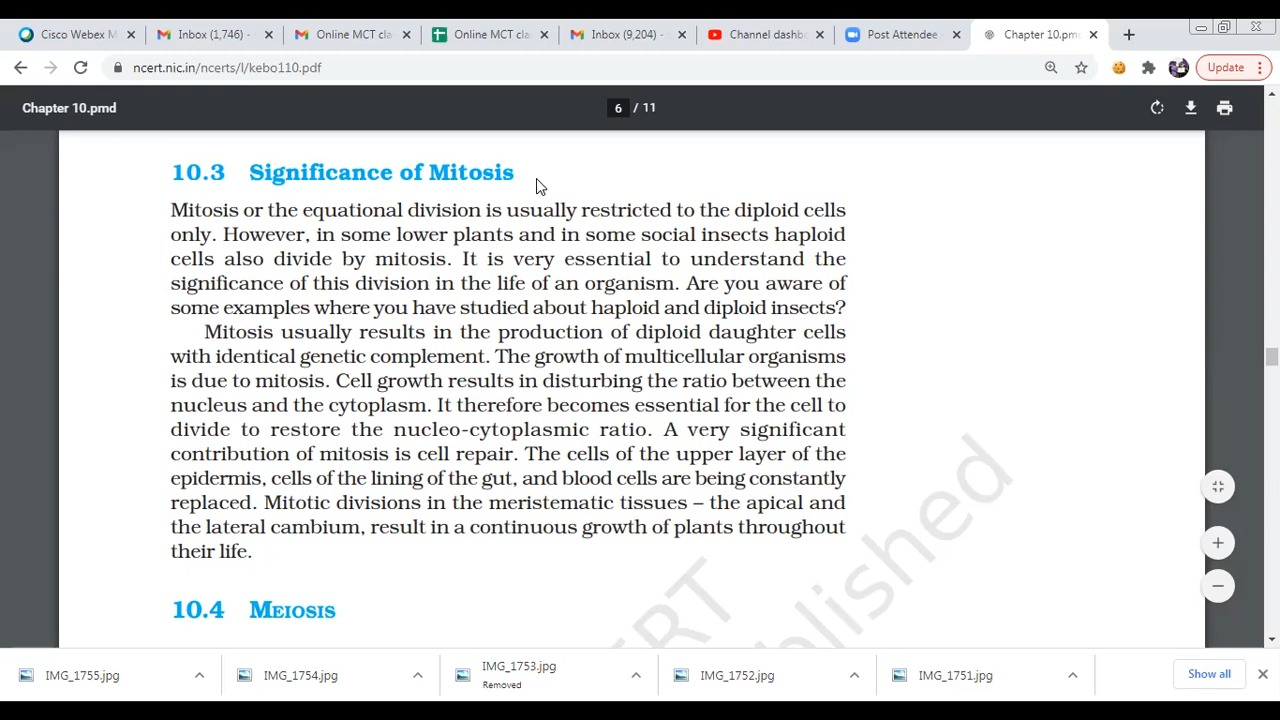 Cisco Webex M
Inbox (1,746) -
Online MCT cla
Online MCT clas
Inbox (9,204) -
Channel dashb
Post Attendee -
Chapter 10.pmd
ncert.nic.in/ncerts/l/kebo110.pdf
Update
Chapter 10.pmd
6 / 11
10.3 Significance of Mitosis
Mitosis or the equational division is usually restricted to the diploid cells
only. However, in some lower plants and in some social insects haploid
cells also divide by mitosis. It is very essential to understand the
significance of this division in the life of an organism. Are you aware of
some examples where you have studied about haploid and diploid insects?
Mitosis usually results in the production of diploid daughter cells
with identical genetic complement. The growth of multicellular organisms
is due to mitosis. Cell growth results in disturbing the ratio between the
nucleus and the cytoplasm. It therefore becomes essential for the cell to
divide to restore the nucleo-cytoplasmic ratio. A very significant
contribution of mitosis is cell repair. The cells of the upper layer of the
epidermis, cells of the lining of the gut, and blood cells are being constantly
replaced. Mitotic divisions in the meristematic tissues – the apical and
the lateral cambium, result in a continuous growth of plants throughout
their life.
10.4 MEIOSIS
ERT
blished
IMG_1755.jpg
IMG_1754.jpg
IMG_1753.jpg
Removed
IMG_1752.jpg
IMG_1751.jpg
Show all